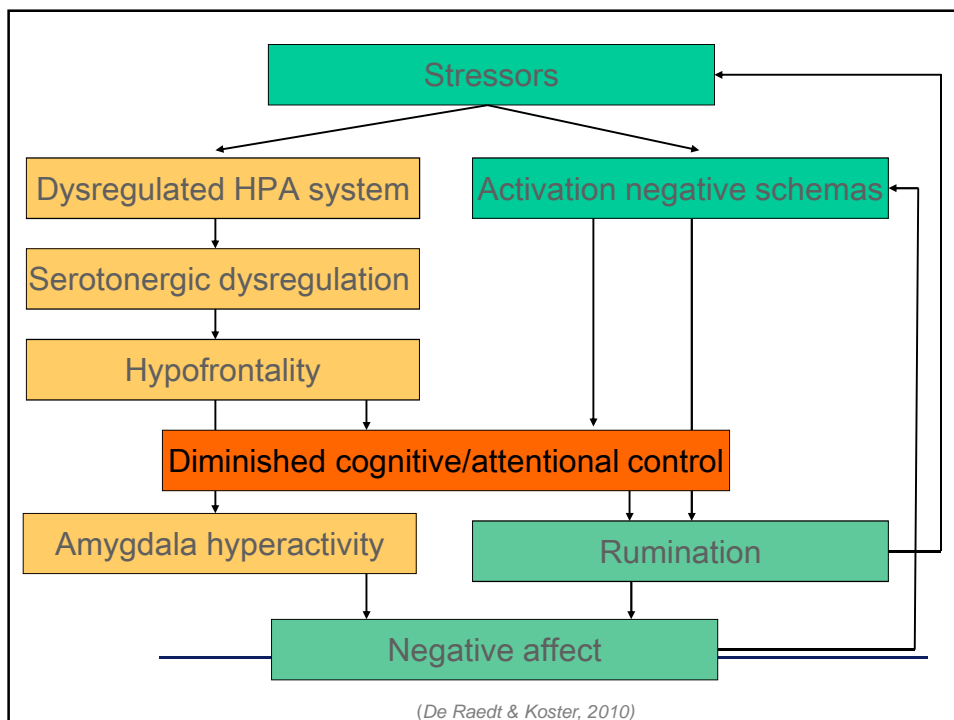 Stressors
Dysregulated HPA system
Activation negative schemas
Serotonergic dysregulation
Hypofrontality
Diminished cognitive/attentional control
Amygdala hyperactivity
Rumination
Negative affect
(De Raedt & Koster, 2010)